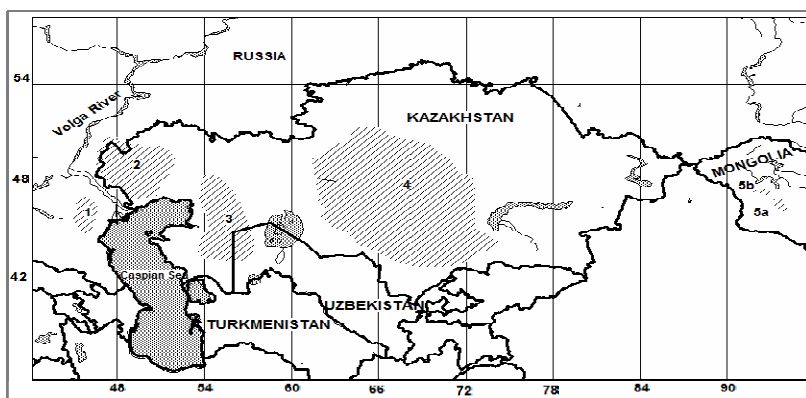 RUSSIA
54
Volga River
KAZAKHSTAN
MONGOLIA
2
48
4
5b
1
3
5a
42
Caspian Se
UZBEKISTAN
TURKMENISTAN
48 54 60 66 72 78 84 90